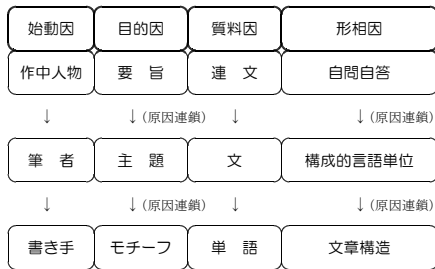 始動因 目的因 質料因 形相因
作中人物 要 旨 連 文 自問自答
↓ ↓(原因連鎖) ↓ ↓(原因連鎖)
筆 者 主 題 文 構成的言語単位
↓ ↓(原因連鎖) ↓ ↓(原因連鎖)
書き手 モチーフ 単 語 文章構造